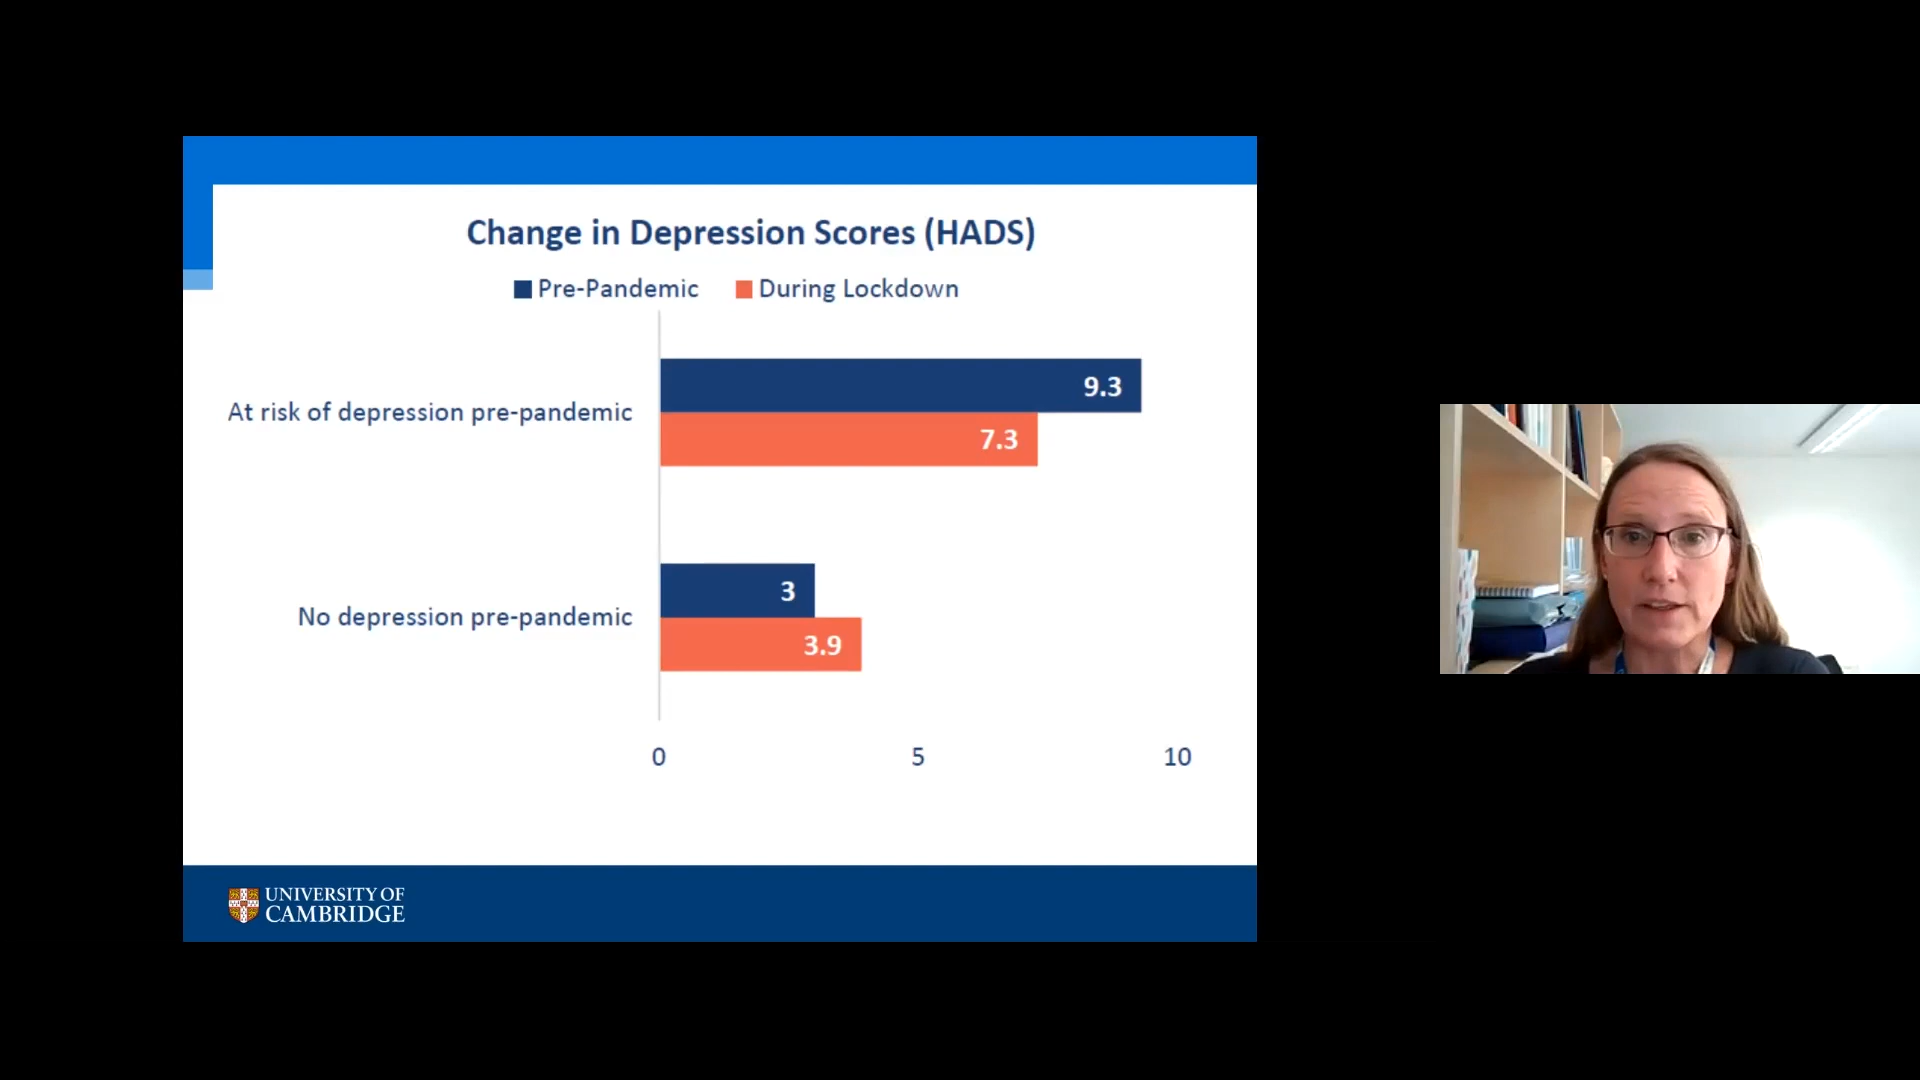 Change in Depression Scores (HADS)
Pre-Pandemic During Lockdown
At risk of depression pre-pandemic
9.3
7.3
No depression pre-pandemic
3
3.9
0 5 10
UNIVERSITY OF
CAMBRIDGE